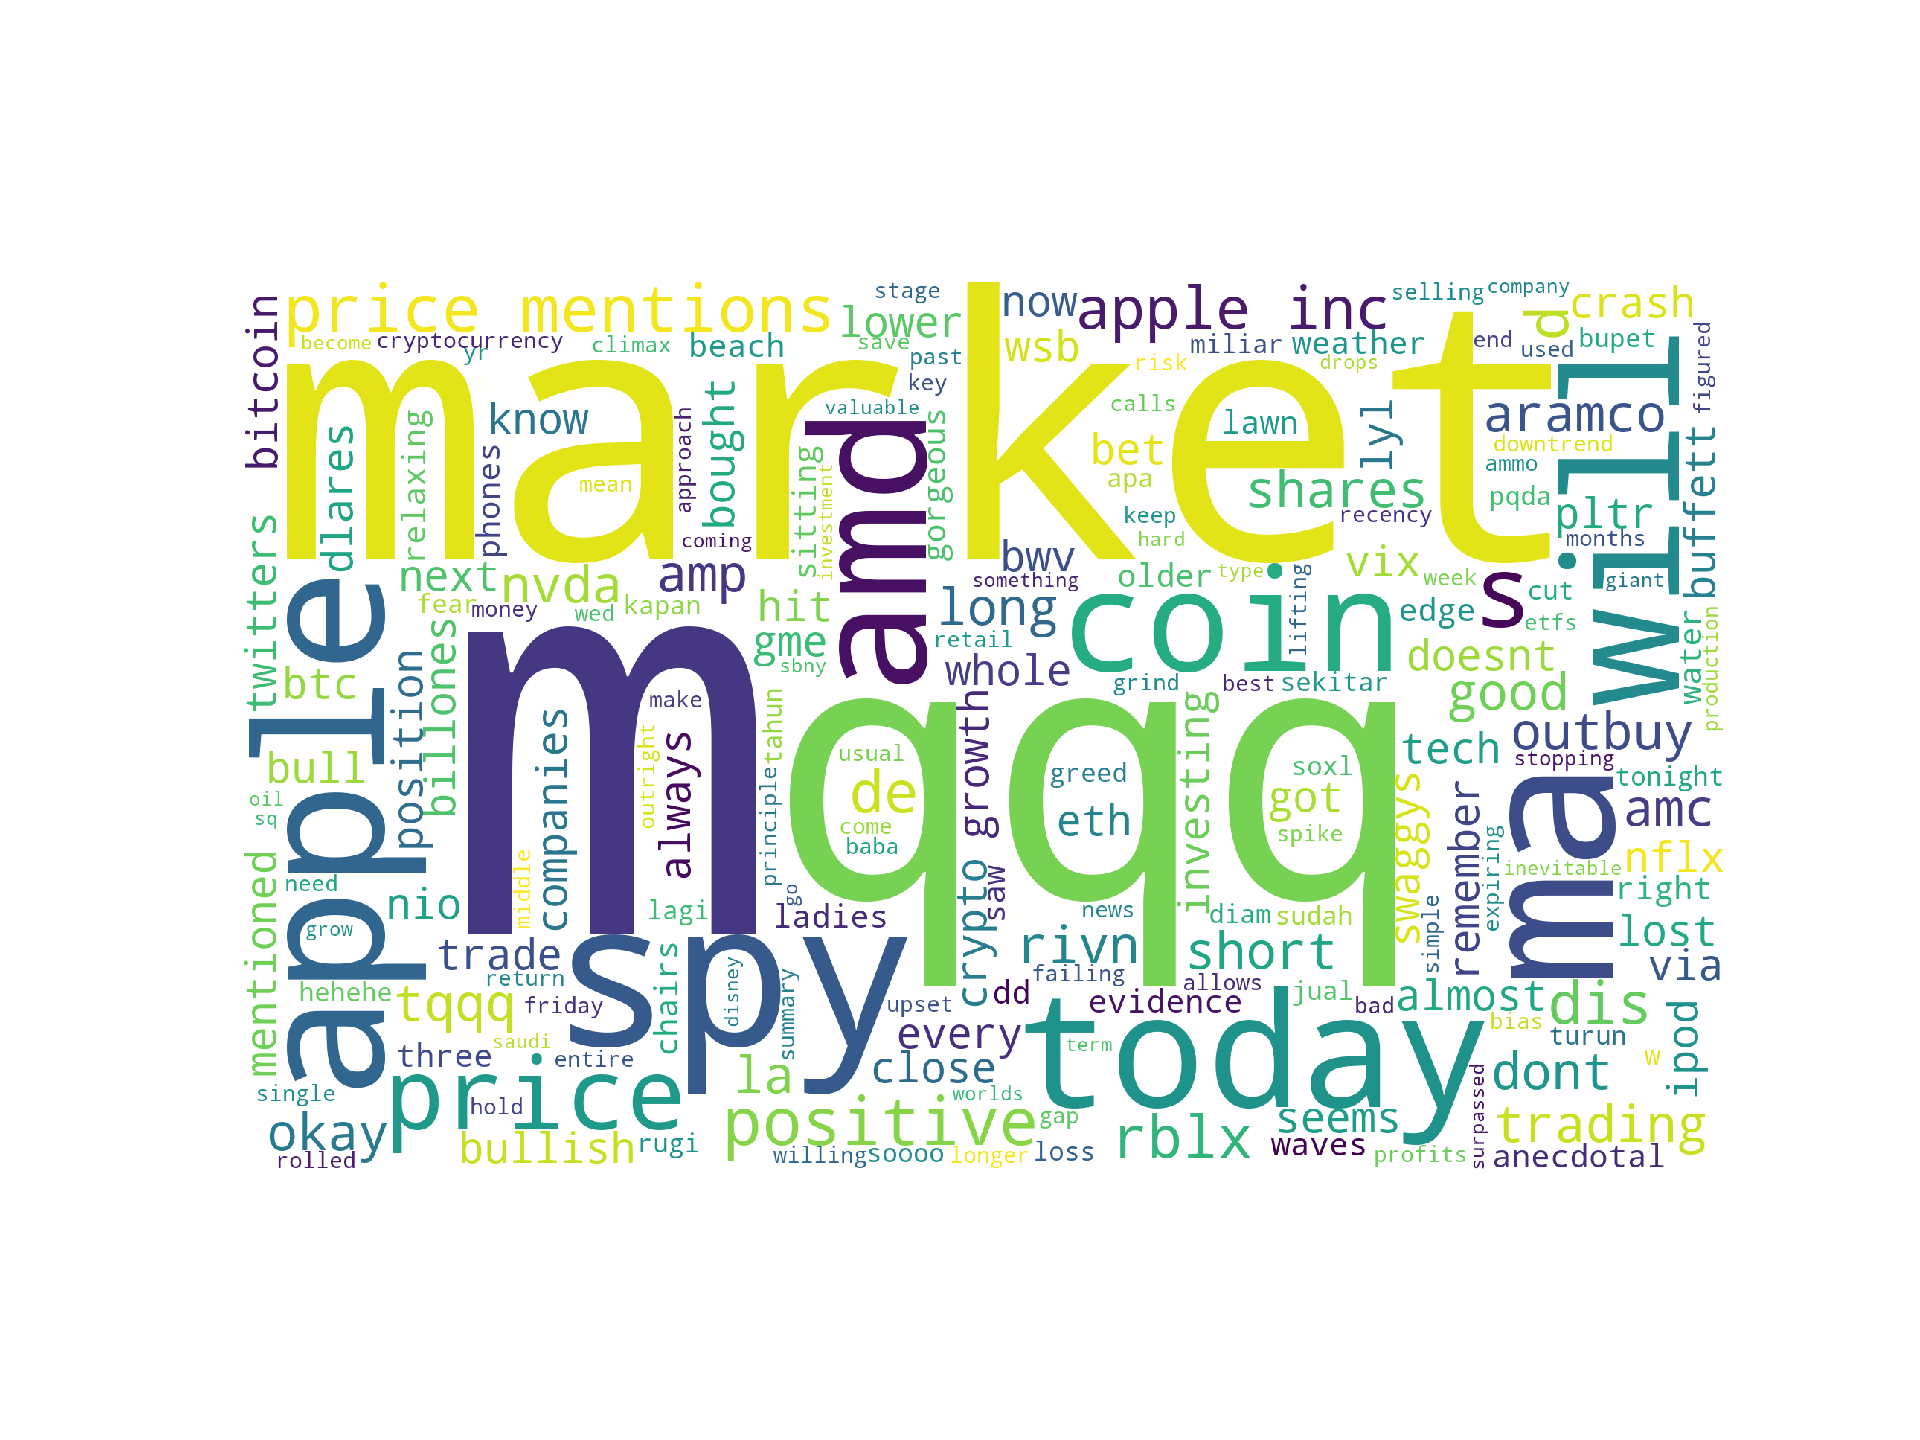 market
m
qqq
apple
spy
amd
coin
will
today
ma
s
price
price mentions
apple inc
positive
bitcoin
twitters
mentioned
become
cryptocurrency
yr
climax
beach
stage
lower
save
past
key
now
wsb
miliar
weather
risk
drops
selling
company
end
used
d
crash
bupet
figured
dlares
relaxing
know
phones
mean
approach
bought
coming
sitting
investment
valuable
gorgeous
calls
bet
apa
lawn
lyl
shares
keep
hard
recency
aramco
downtrend
ammo
pqda
pltr
months
buffett
giant
next
nvda
amp
fear
money
wed
kapan
hit
gme
sbny
bwv
something
long
retail
whole
older
type
grind
lifting
best
sekitar
vix
week
edge
cut
etfs
doesnt
good
water
production
btc
position
billones
bull
oil
sq
companies
make
outright
always
tahun
principle
usual
de
come
baba
greed
eth
crypto growth
investing
soxl
got
spike
tech
swaggys
remember
outbuy
stopping
tonight
amc
nflx
inevitable
expiring
simple
right
lost
via
need
grow
nio
middle
lagi
go
ladies
saw
news
diam
sudah
rivn
short
failing
allows
hehehe
trade
return
tqqq
friday
saudi
chairs
disney
summary
upset
every
dd
evidence
jual
bad
almost
bias
dis
turun
w
ipod
three
entire
single
okay
rolled
hold
bullish
rugi
la
close
worlds
term
gap
willing
soooo
longer
loss
rblx
seems
waves
profits
surpassed
dont
trading
anecdotal